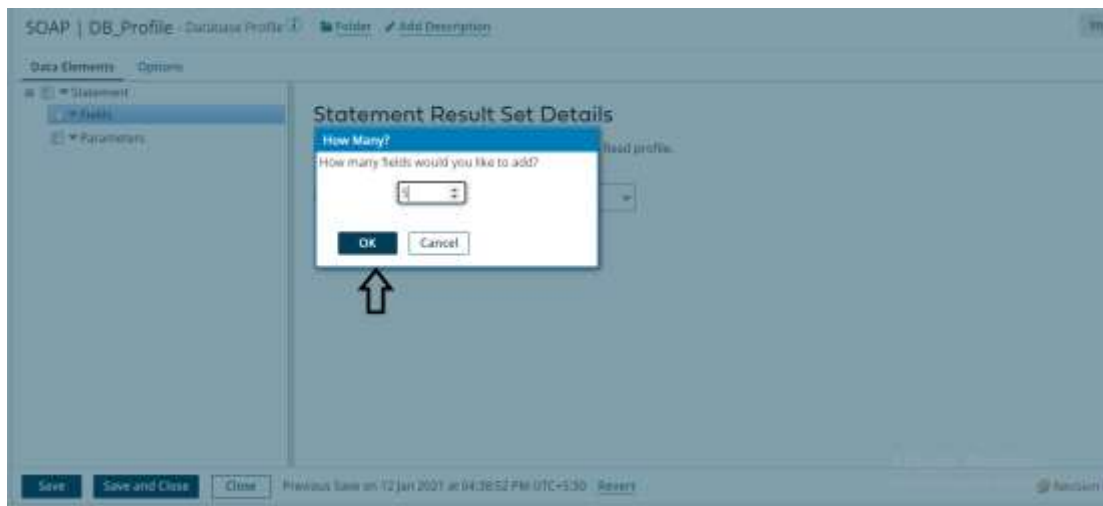 SOAP | DB_Profile - Database Profile Folder Add Description
Data Elements Options
Statement
Fields
Parameters
Statement Result Set Details
Read profile.
How Many?
How many fields would you like to add?
5
OK Cancel
Save Save and Close Close Previous Save on 12 Jan 2021 at 04:38:52 PM UTC+5:30 Revert Revision